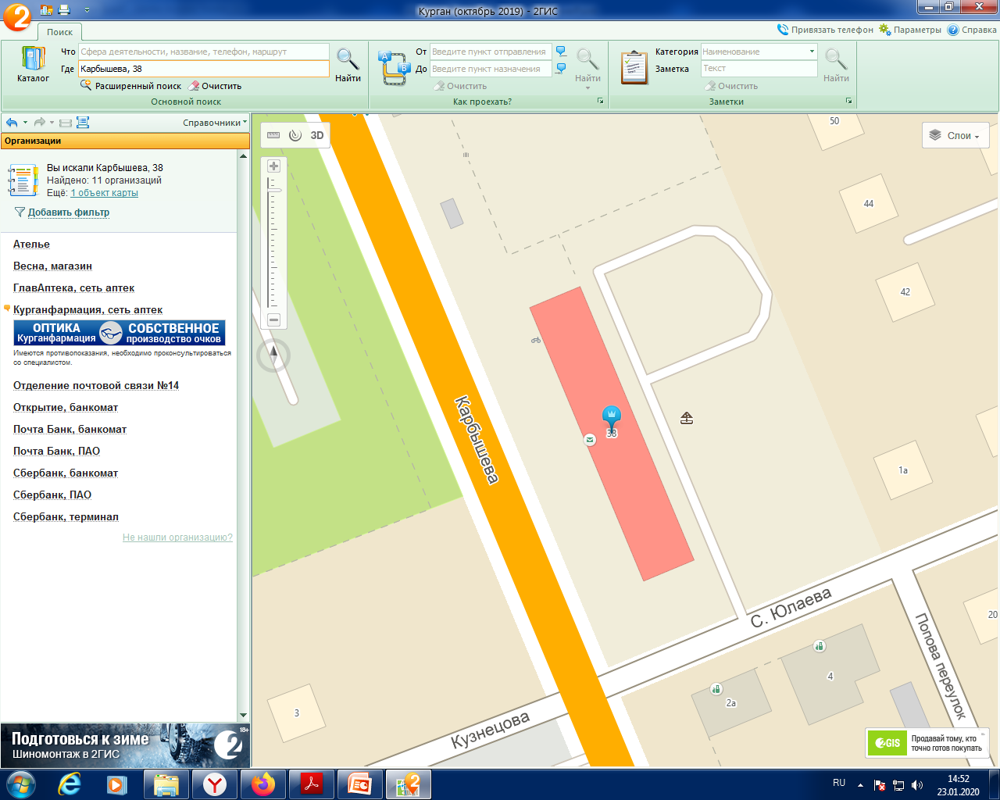 Курган (октябрь 2019) - 2ГИС
Поиск
Привязать телефон
Параметры
Справка
Каталог
Что
Сфера деятельности, название, телефон, маршрут
Где
Карбышева, 38
Расширенный поиск
Очистить
Найти
Основной поиск
От
Введите пункт отправления
До
Введите пункт назначения
Очистить
Найти
Как проехать?
Категория
Наименование
Заметка
Текст
Очистить
Найти
Заметки
Справочники
Организации
Вы искали Карбышева, 38
Найдено: 11 организаций
Ещё: 1 объект карты
Добавить фильтр
Ателье
Весна, магазин
ГлавАптека, сеть аптек
Курганфармация, сеть аптек
ОПТИКА
Курганфармация
СОБСТВЕННОЕ
производство очков
Имеются противопоказания, необходимо проконсультироваться
со специалистом.
Отделение почтовой связи №14
Открытие, банкомат
Почта Банк, банкомат
Почта Банк, ПАО
Сбербанк, банкомат
Сбербанк, ПАО
Сбербанк, терминал
Не нашли организацию?
Подготовься к зиме
Шиномонтаж в 2ГИС
18+
3D
Слои
50
44
42
1а
38
Карбышева
С. Юлаева
Попова переулок
Кузнецова
20
4
2а
3
2GIS
Продавай тому, кто
точно готов покупать
RU
14:52
23.01.2020